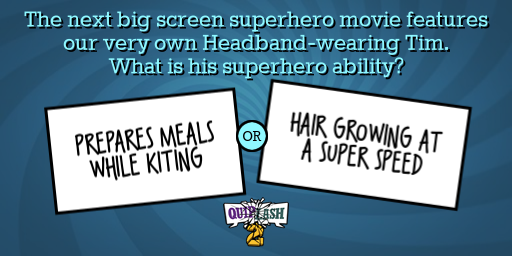 The next big screen superhero movie features
our very own Headband-wearing Tim.
What is his superhero ability?
PREPARES MEALS
WHILE KITING
OR
HAIR GROWING AT
A SUPER SPEED
QUIPLASH
2